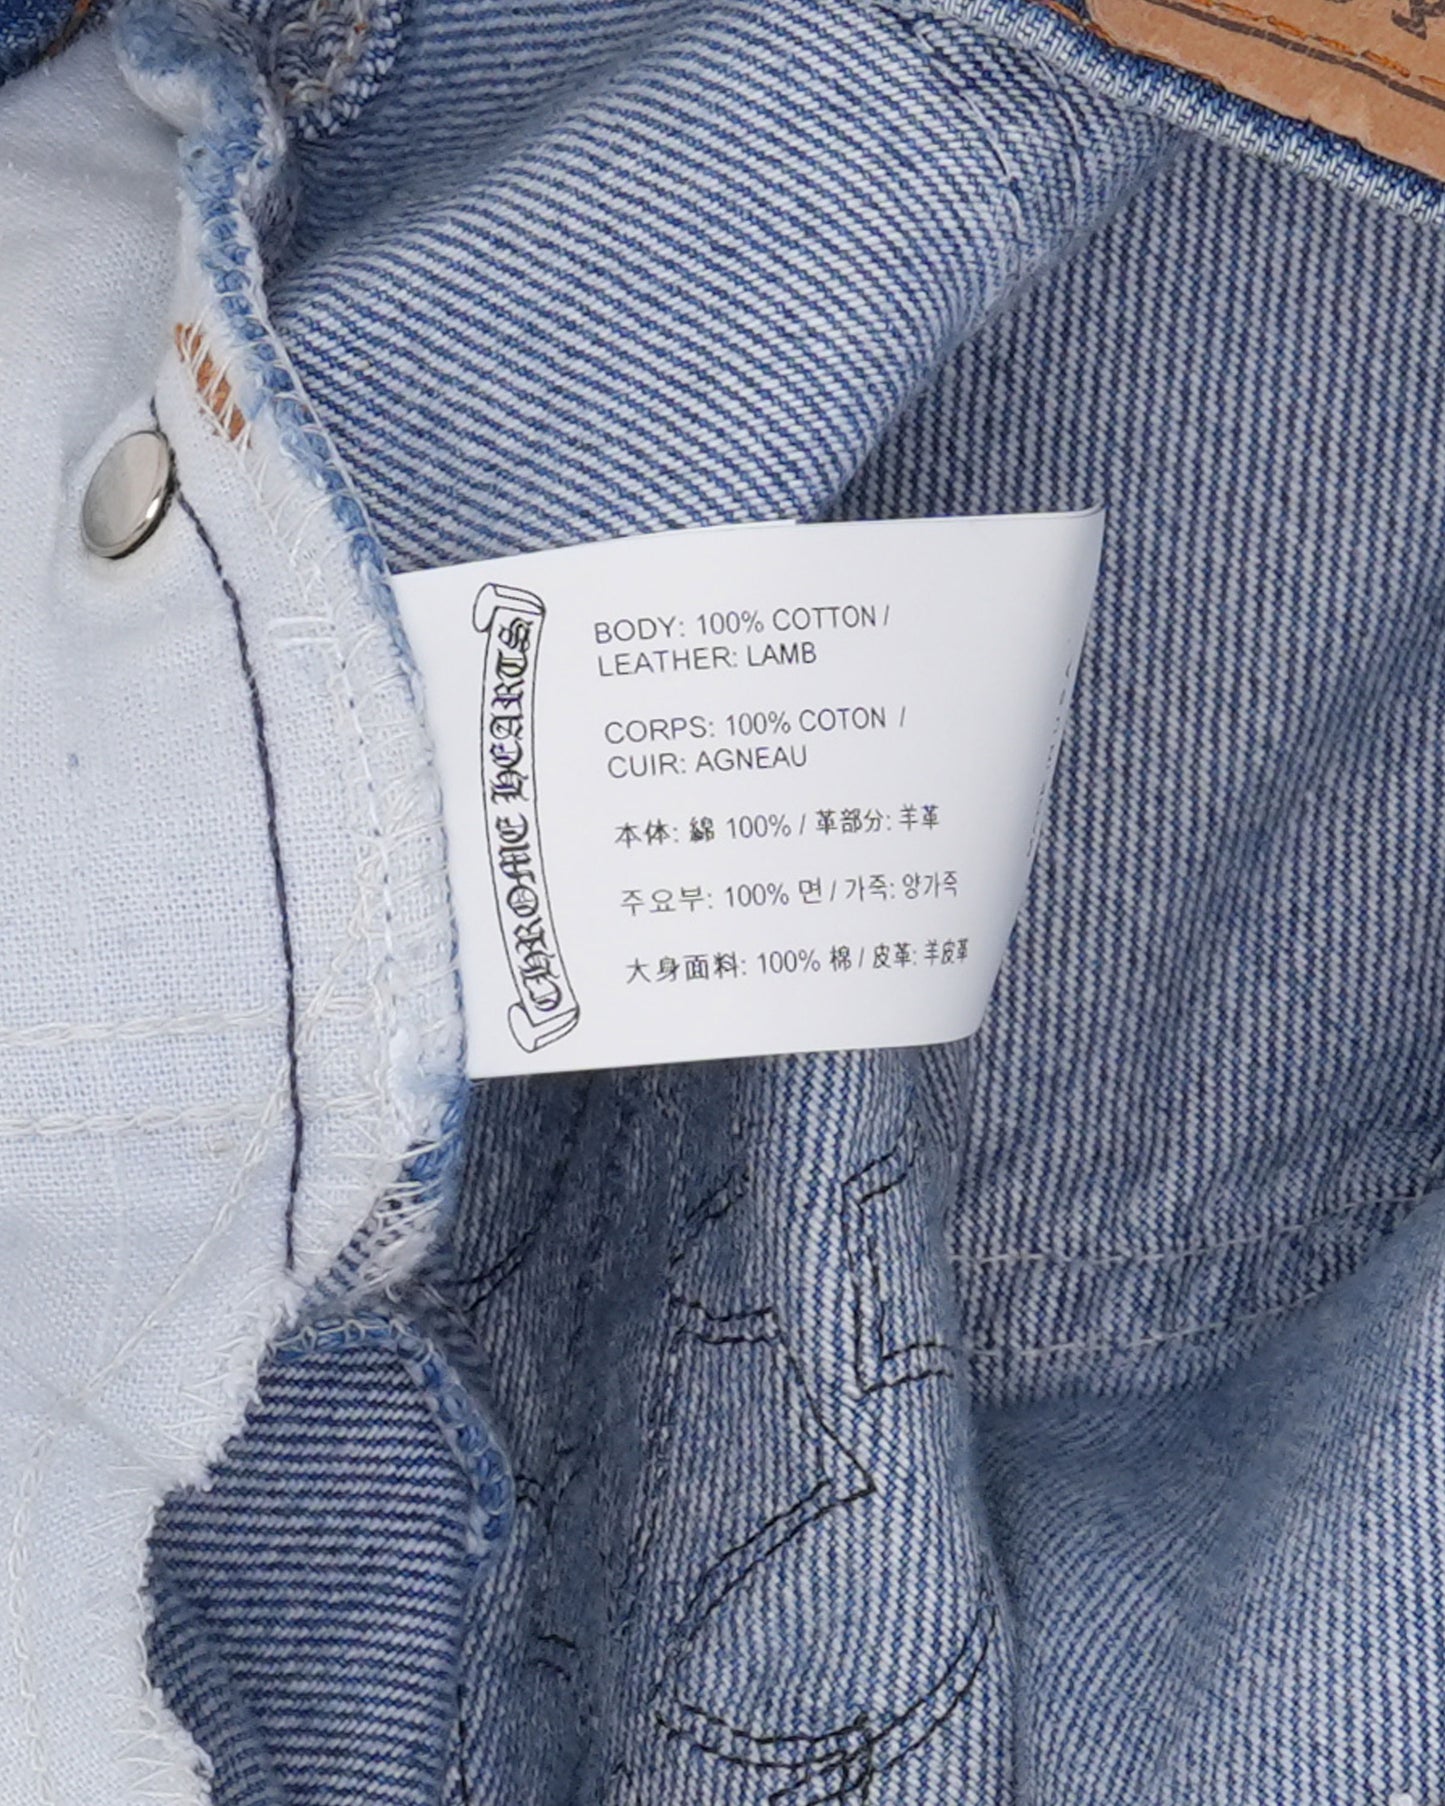 CHROME HEARTS
BODY: 100% COTTON /
LEATHER: LAMB
CORPS: 100% COTON /
CUIR: AGNEAU
本体: 綿 100% / 革部分: 羊革
주요부: 100% 면 / 가죽: 양가죽
大身面料: 100% 棉 / 皮革: 羊皮革